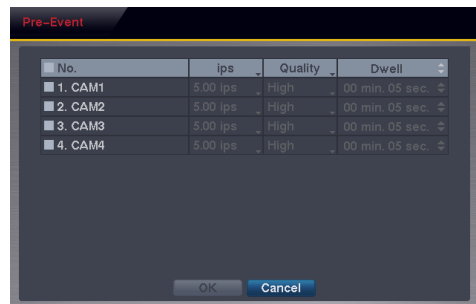 Pre-Event
No. ips Quality Dwell
1. CAM1 5.00 ips High 00 min. 05 sec.
2. CAM2 5.00 ips High 00 min. 05 sec.
3. CAM3 5.00 ips High 00 min. 05 sec.
4. CAM4 5.00 ips High 00 min. 05 sec.
OK Cancel